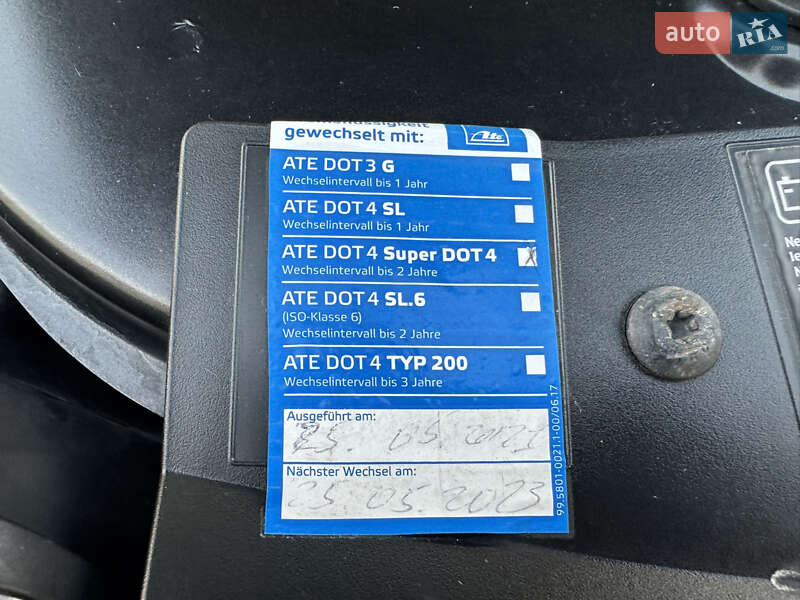 auto RIA
gewechselt mit:
Ate
ATE DOT 3 G
Wechselintervall bis 1 Jahr
ATE DOT 4 SL
Wechselintervall bis 1 Jahr
ATE DOT 4 Super DOT 4
Wechselintervall bis 2 Jahre
ATE DOT 4 SL.6
(ISO-Klasse 6)
Wechselintervall bis 2 Jahre
ATE DOT 4 TYP 200
Wechselintervall bis 3 Jahre
Ausgeführt am:
25. 05. 2021
Nächster Wechsel am:
25. 05. 2023
99.5801-0021.1-00/06.17